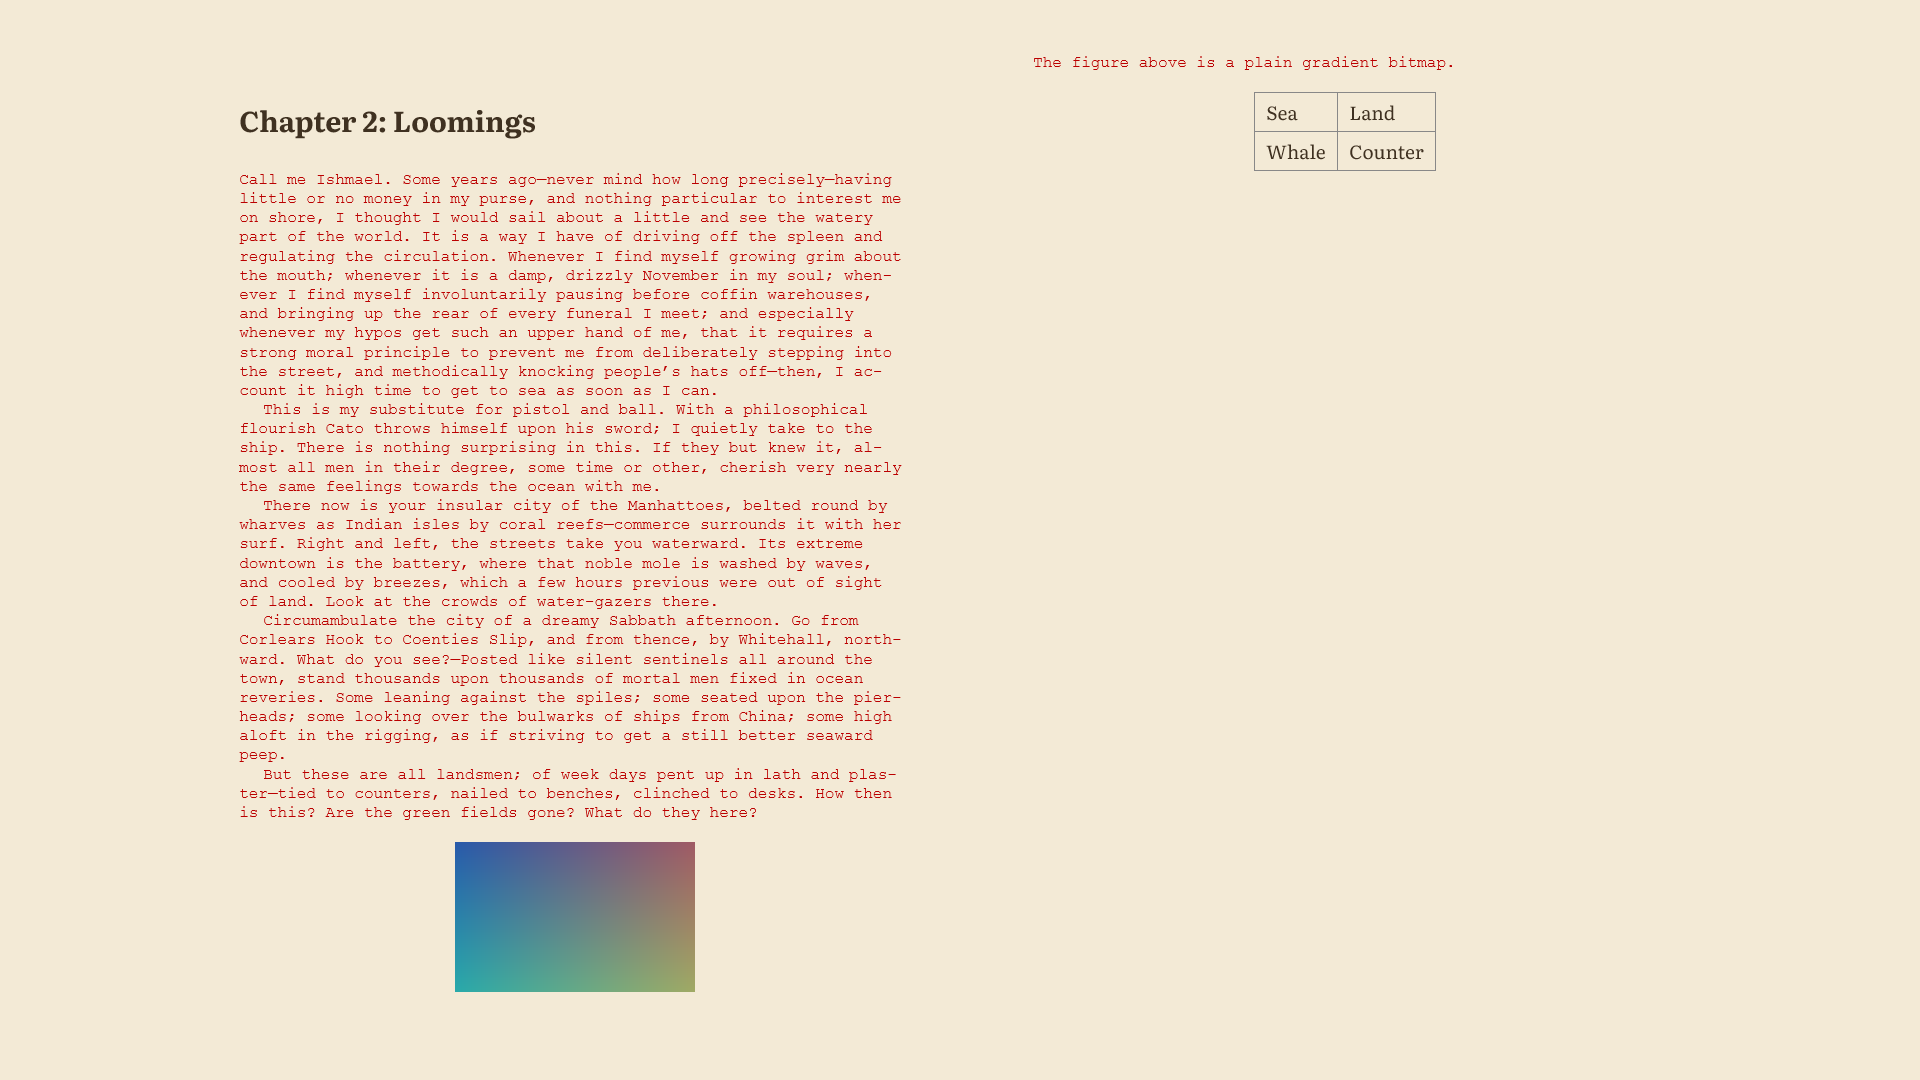 Chapter 2: Loomings
Call me Ishmael. Some years ago—never mind how long precisely—having
little or no money in my purse, and nothing particular to interest me
on shore, I thought I would sail about a little and see the watery
part of the world. It is a way I have of driving off the spleen and
regulating the circulation. Whenever I find myself growing grim about
the mouth; whenever it is a damp, drizzly November in my soul; when-
ever I find myself involuntarily pausing before coffin warehouses,
and bringing up the rear of every funeral I meet; and especially
whenever my hypos get such an upper hand of me, that it requires a
strong moral principle to prevent me from deliberately stepping into
the street, and methodically knocking people’s hats off—then, I ac-
count it high time to get to sea as soon as I can.
This is my substitute for pistol and ball. With a philosophical
flourish Cato throws himself upon his sword; I quietly take to the
ship. There is nothing surprising in this. If they but knew it, al-
most all men in their degree, some time or other, cherish very nearly
the same feelings towards the ocean with me.
There now is your insular city of the Manhattoes, belted round by
wharves as Indian isles by coral reefs—commerce surrounds it with her
surf. Right and left, the streets take you waterward. Its extreme
downtown is the battery, where that noble mole is washed by waves,
and cooled by breezes, which a few hours previous were out of sight
of land. Look at the crowds of water-gazers there.
Circumambulate the city of a dreamy Sabbath afternoon. Go from
Corlears Hook to Coenties Slip, and from thence, by Whitehall, north-
ward. What do you see?—Posted like silent sentinels all around the
town, stand thousands upon thousands of mortal men fixed in ocean
reveries. Some leaning against the spiles; some seated upon the pier-
heads; some looking over the bulwarks of ships from China; some high
aloft in the rigging, as if striving to get a still better seaward
peep.
But these are all landsmen; of week days pent up in lath and plas-
ter—tied to counters, nailed to benches, clinched to desks. How then
is this? Are the green fields gone? What do they here?
The figure above is a plain gradient bitmap.
Sea Land
Whale Counter